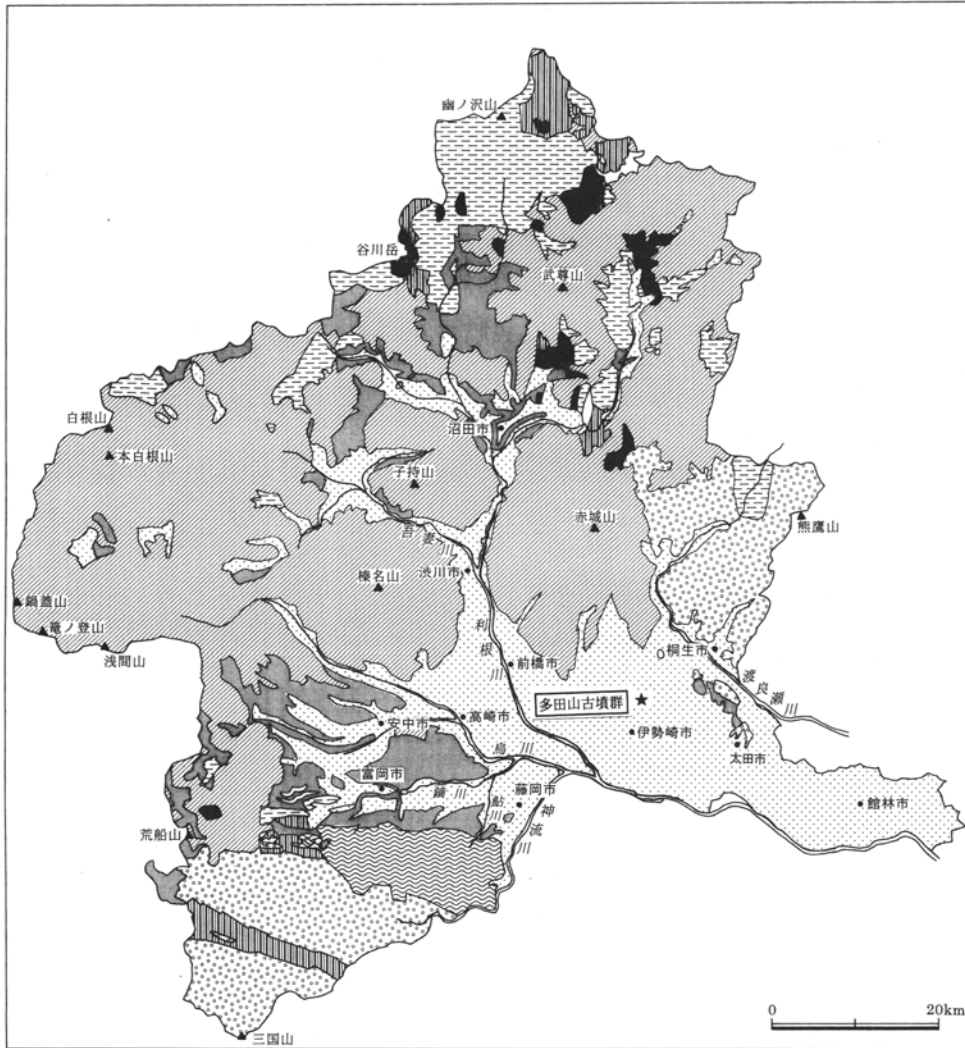 幽ノ沢山
谷川岳
武尊山
白根山
本白根山
沼田市
子持山
赤城山
熊鷹山
吾妻川
渋川市
榛名山
鍋蓋山
篭ノ登山
浅間山
利根川
前橋市
桐生市
渡良瀬川
多田山古墳群
安中市
高崎市
伊勢崎市
太田市
烏川
富岡市
鏑川
鮎川
藤岡市
神流川
館林市
荒船山
三国山
0
20km